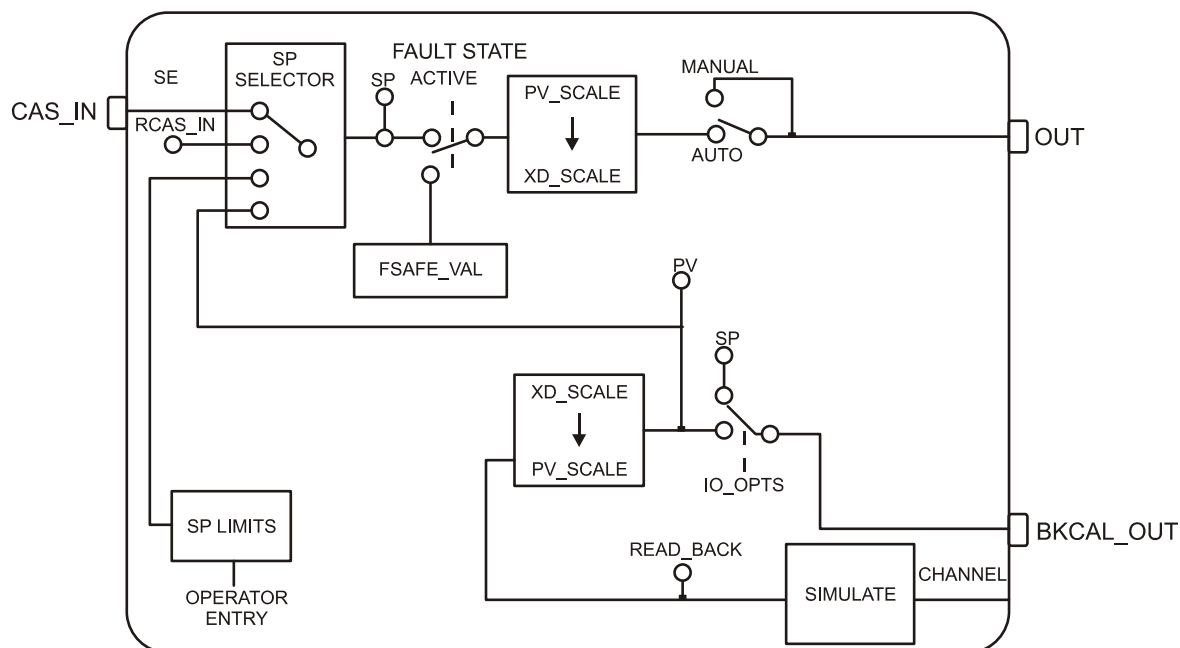 SE
SP
SELECTOR
FAULT STATE
ACTIVE
SP
MANUAL
PV_SCALE
CAS_IN
RCAS_IN
OUT
AUTO
XD_SCALE
FSAFE_VAL
PV
SP
XD_SCALE
PV_SCALE
IO_OPTS
SP LIMITS
BKCAL_OUT
READ_BACK
CHANNEL
SIMULATE
OPERATOR
ENTRY